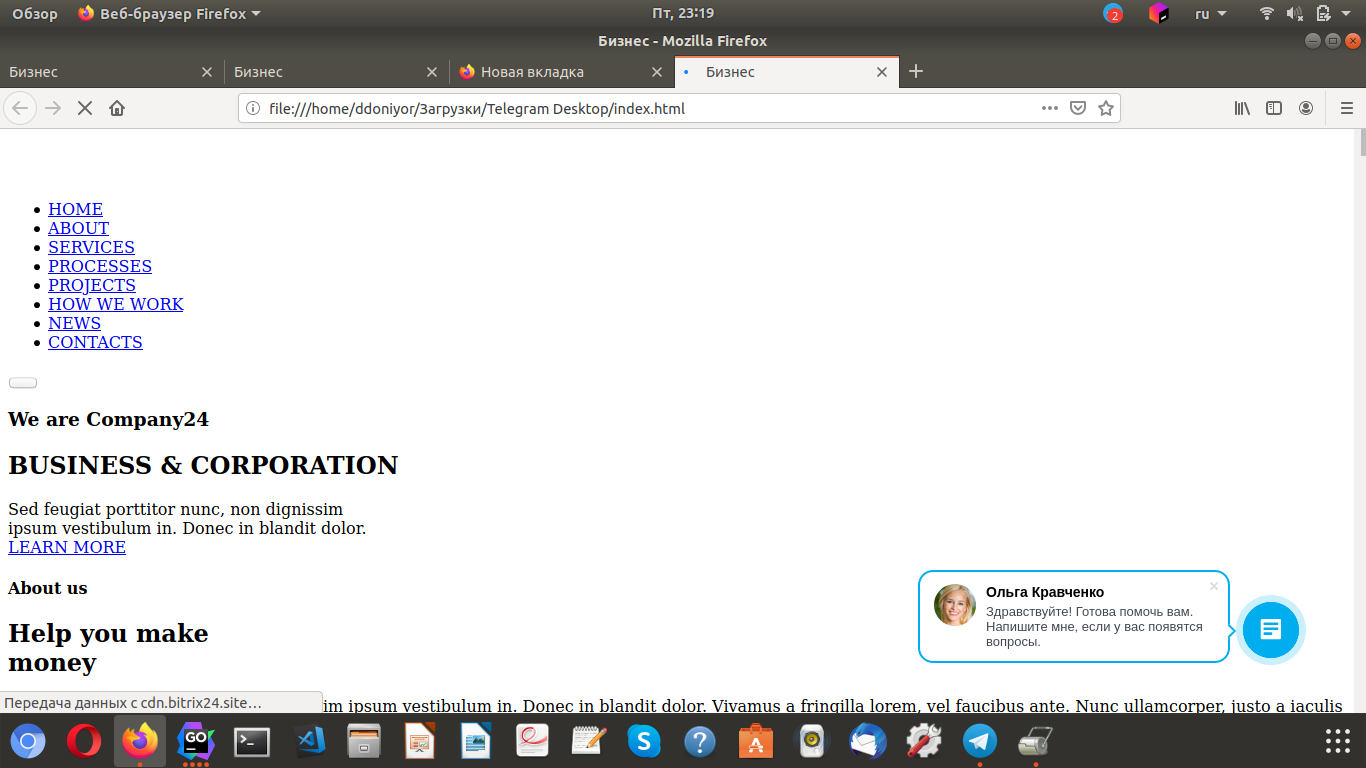 Обзор
Веб-браузер Firefox
Пт, 23:19
2
ru
Бизнес - Mozilla Firefox
Бизнес
Бизнес
Новая вкладка
Бизнес
file:///home/ddoniyor/Загрузки/Telegram Desktop/index.html
HOME
ABOUT
SERVICES
PROCESSES
PROJECTS
HOW WE WORK
NEWS
CONTACTS
We are Company24
BUSINESS & CORPORATION
Sed feugiat porttitor nunc, non dignissim
ipsum vestibulum in. Donec in blandit dolor.
LEARN MORE
About us
Help you make
money
Ольга Кравченко
Здравствуйте! Готова помочь вам.
Напишите мне, если у вас появятся
вопросы.
Передача данных с cdn.bitrix24.site…
im ipsum vestibulum in. Donec in blandit dolor. Vivamus a fringilla lorem, vel faucibus ante. Nunc ullamcorper, justo a iaculis
GO